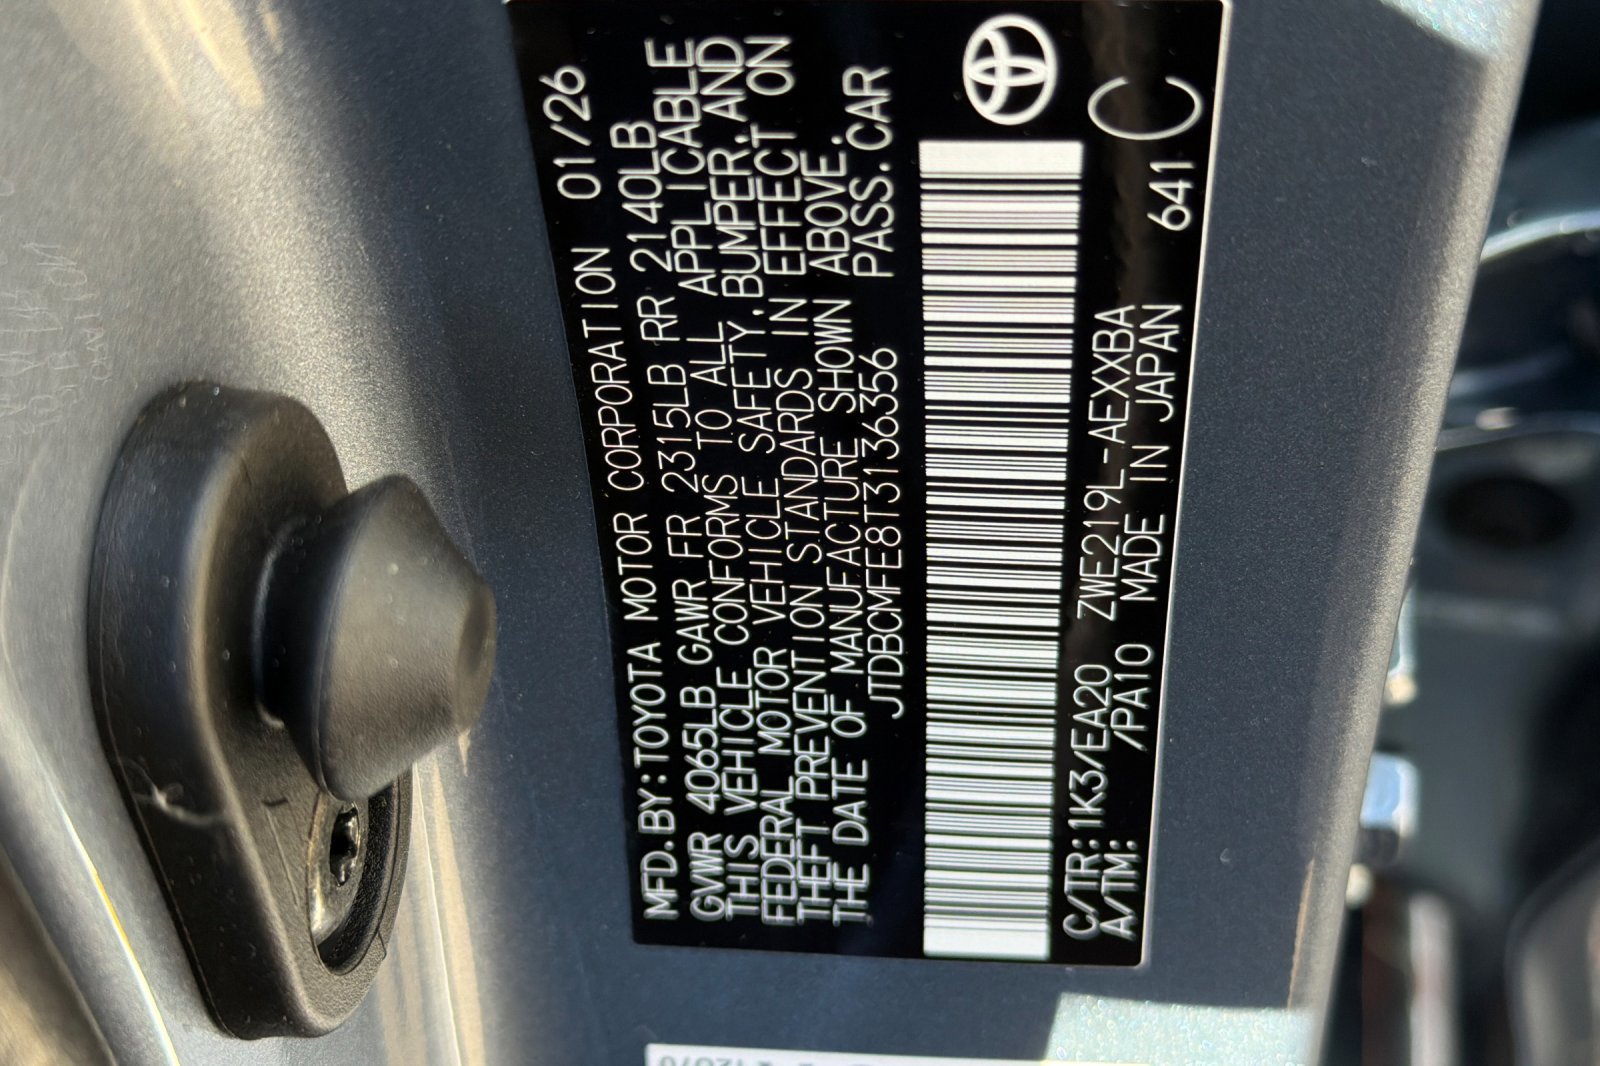 MFD.BY:TOYOTA MOTOR CORPORATION 01/26
GVWR 4065LB GAWR FR 2315LB RR 2140LB
THIS VEHICLE CONFORMS TO ALL APPLICABLE
FEDERAL MOTOR VEHICLE SAFETY,BUMPER,AND
THEFT PREVENTION STANDARDS IN EFFECT ON
THE DATE OF MANUFACTURE SHOWN ABOVE.
JTDBCMFE8T3136356 PASS.CAR
C/TR:1K3/EA20 ZWE219L-AEXXBA
A/TM: /PA10 MADE IN JAPAN 641 C